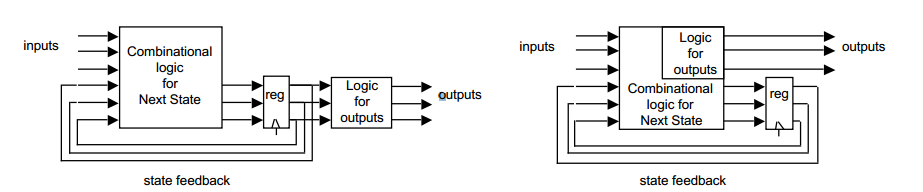 inputs
Combinational
logic
for
Next State
reg
Logic
for
outputs
outputs
state feedback
inputs
Logic
for
outputs
Combinational
logic for
Next State
reg
outputs
state feedback